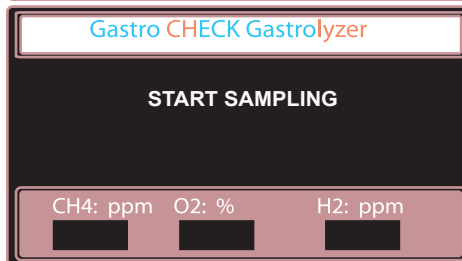 Gastro CHECK Gastrolyzer
START SAMPLING
CH4: ppm O2: % H2: ppm